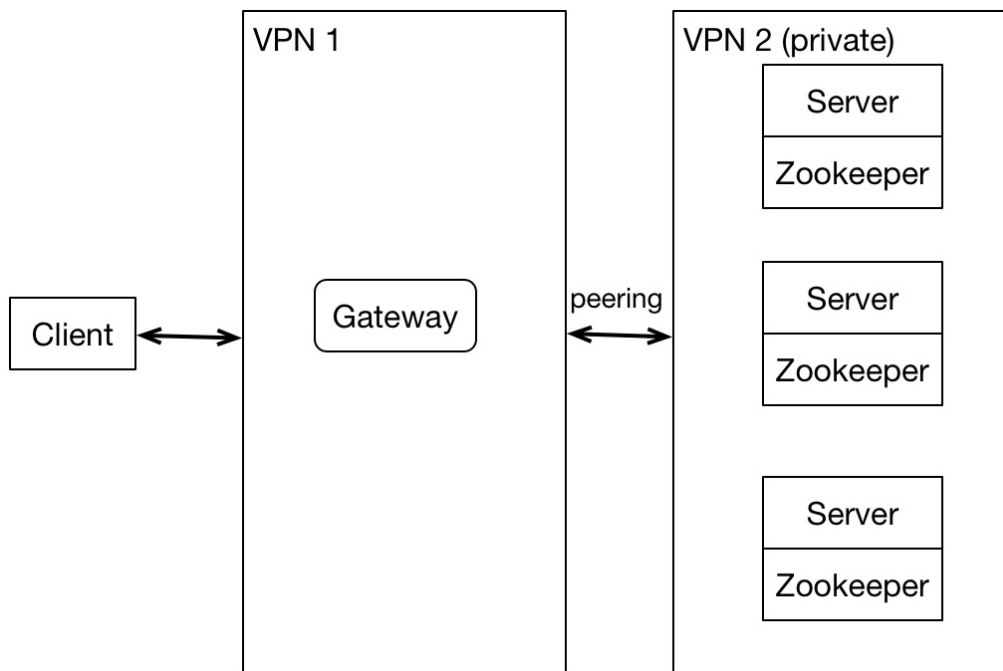 VPN 1
VPN 2 (private)
Server
Zookeeper
Client
Gateway
peering
Server
Zookeeper
Server
Zookeeper